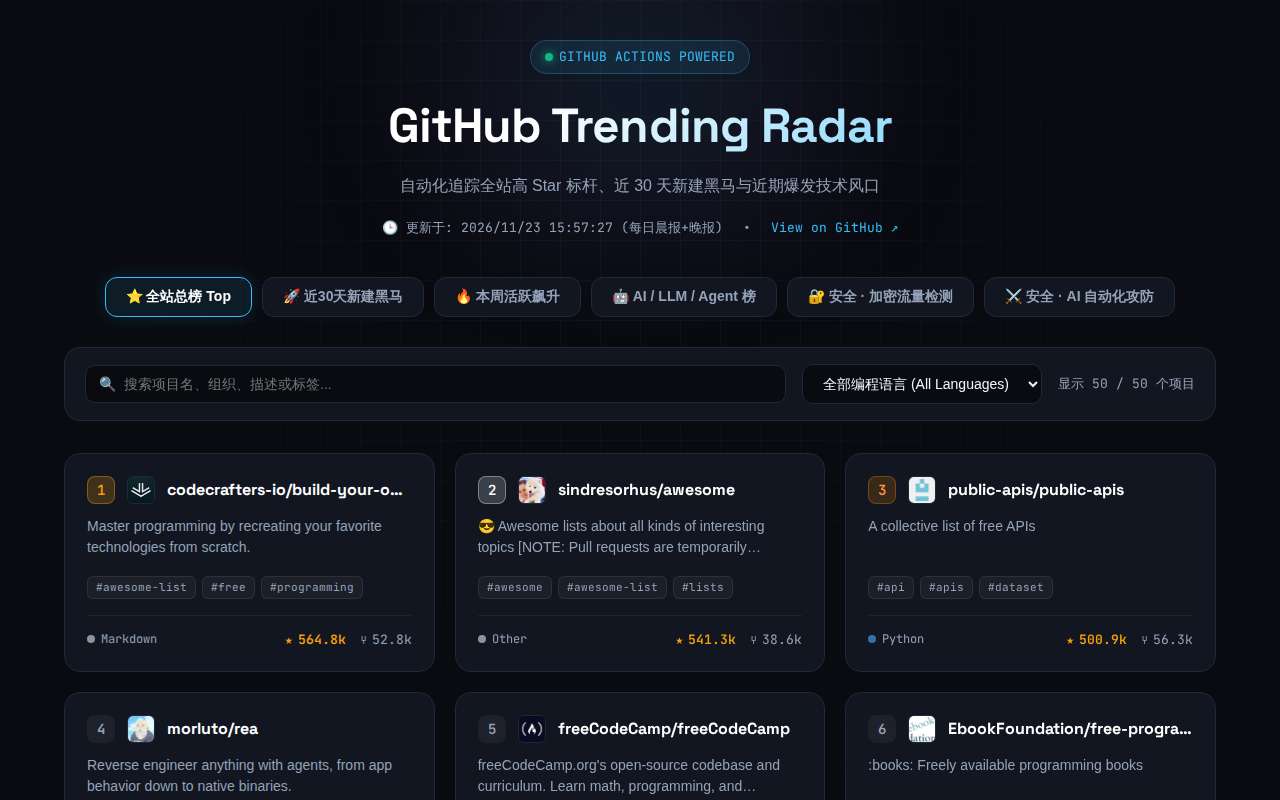 GITHUB ACTIONS POWERED
GitHub Trending Radar
自动化追踪全站高 Star 标杆、近 30 天新建黑马与近期爆发技术风口
🕒 更新于: 2026/11/23 15:57:27 (每日晨报+晚报) • View on GitHub ↗
⭐ 全站总榜 Top
🚀 近30天新建黑马
🔥 本周活跃飙升
🤖 AI / LLM / Agent 榜
🔐 安全 · 加密流量检测
⚔️ 安全 · AI 自动化攻防
🔍 搜索项目名、组织、描述或标签...
全部编程语言 (All Languages)
显示 50 / 50 个项目
1 codecrafters-io/build-your-o...
Master programming by recreating your favorite
technologies from scratch.
#awesome-list #free #programming
Markdown ★ 564.8k ⑂ 52.8k
2 sindresorhus/awesome
😎 Awesome lists about all kinds of interesting
topics [NOTE: Pull requests are temporarily…
#awesome #awesome-list #lists
Other ★ 541.3k ⑂ 38.6k
3 public-apis/public-apis
A collective list of free APIs
#api #apis #dataset
Python ★ 500.9k ⑂ 56.3k
4 morluto/rea
Reverse engineer anything with agents, from app
behavior down to native binaries.
5 freeCodeCamp/freeCodeCamp
freeCodeCamp.org's open-source codebase and
curriculum. Learn math, programming, and…
6 EbookFoundation/free-progra...
:books: Freely available programming books